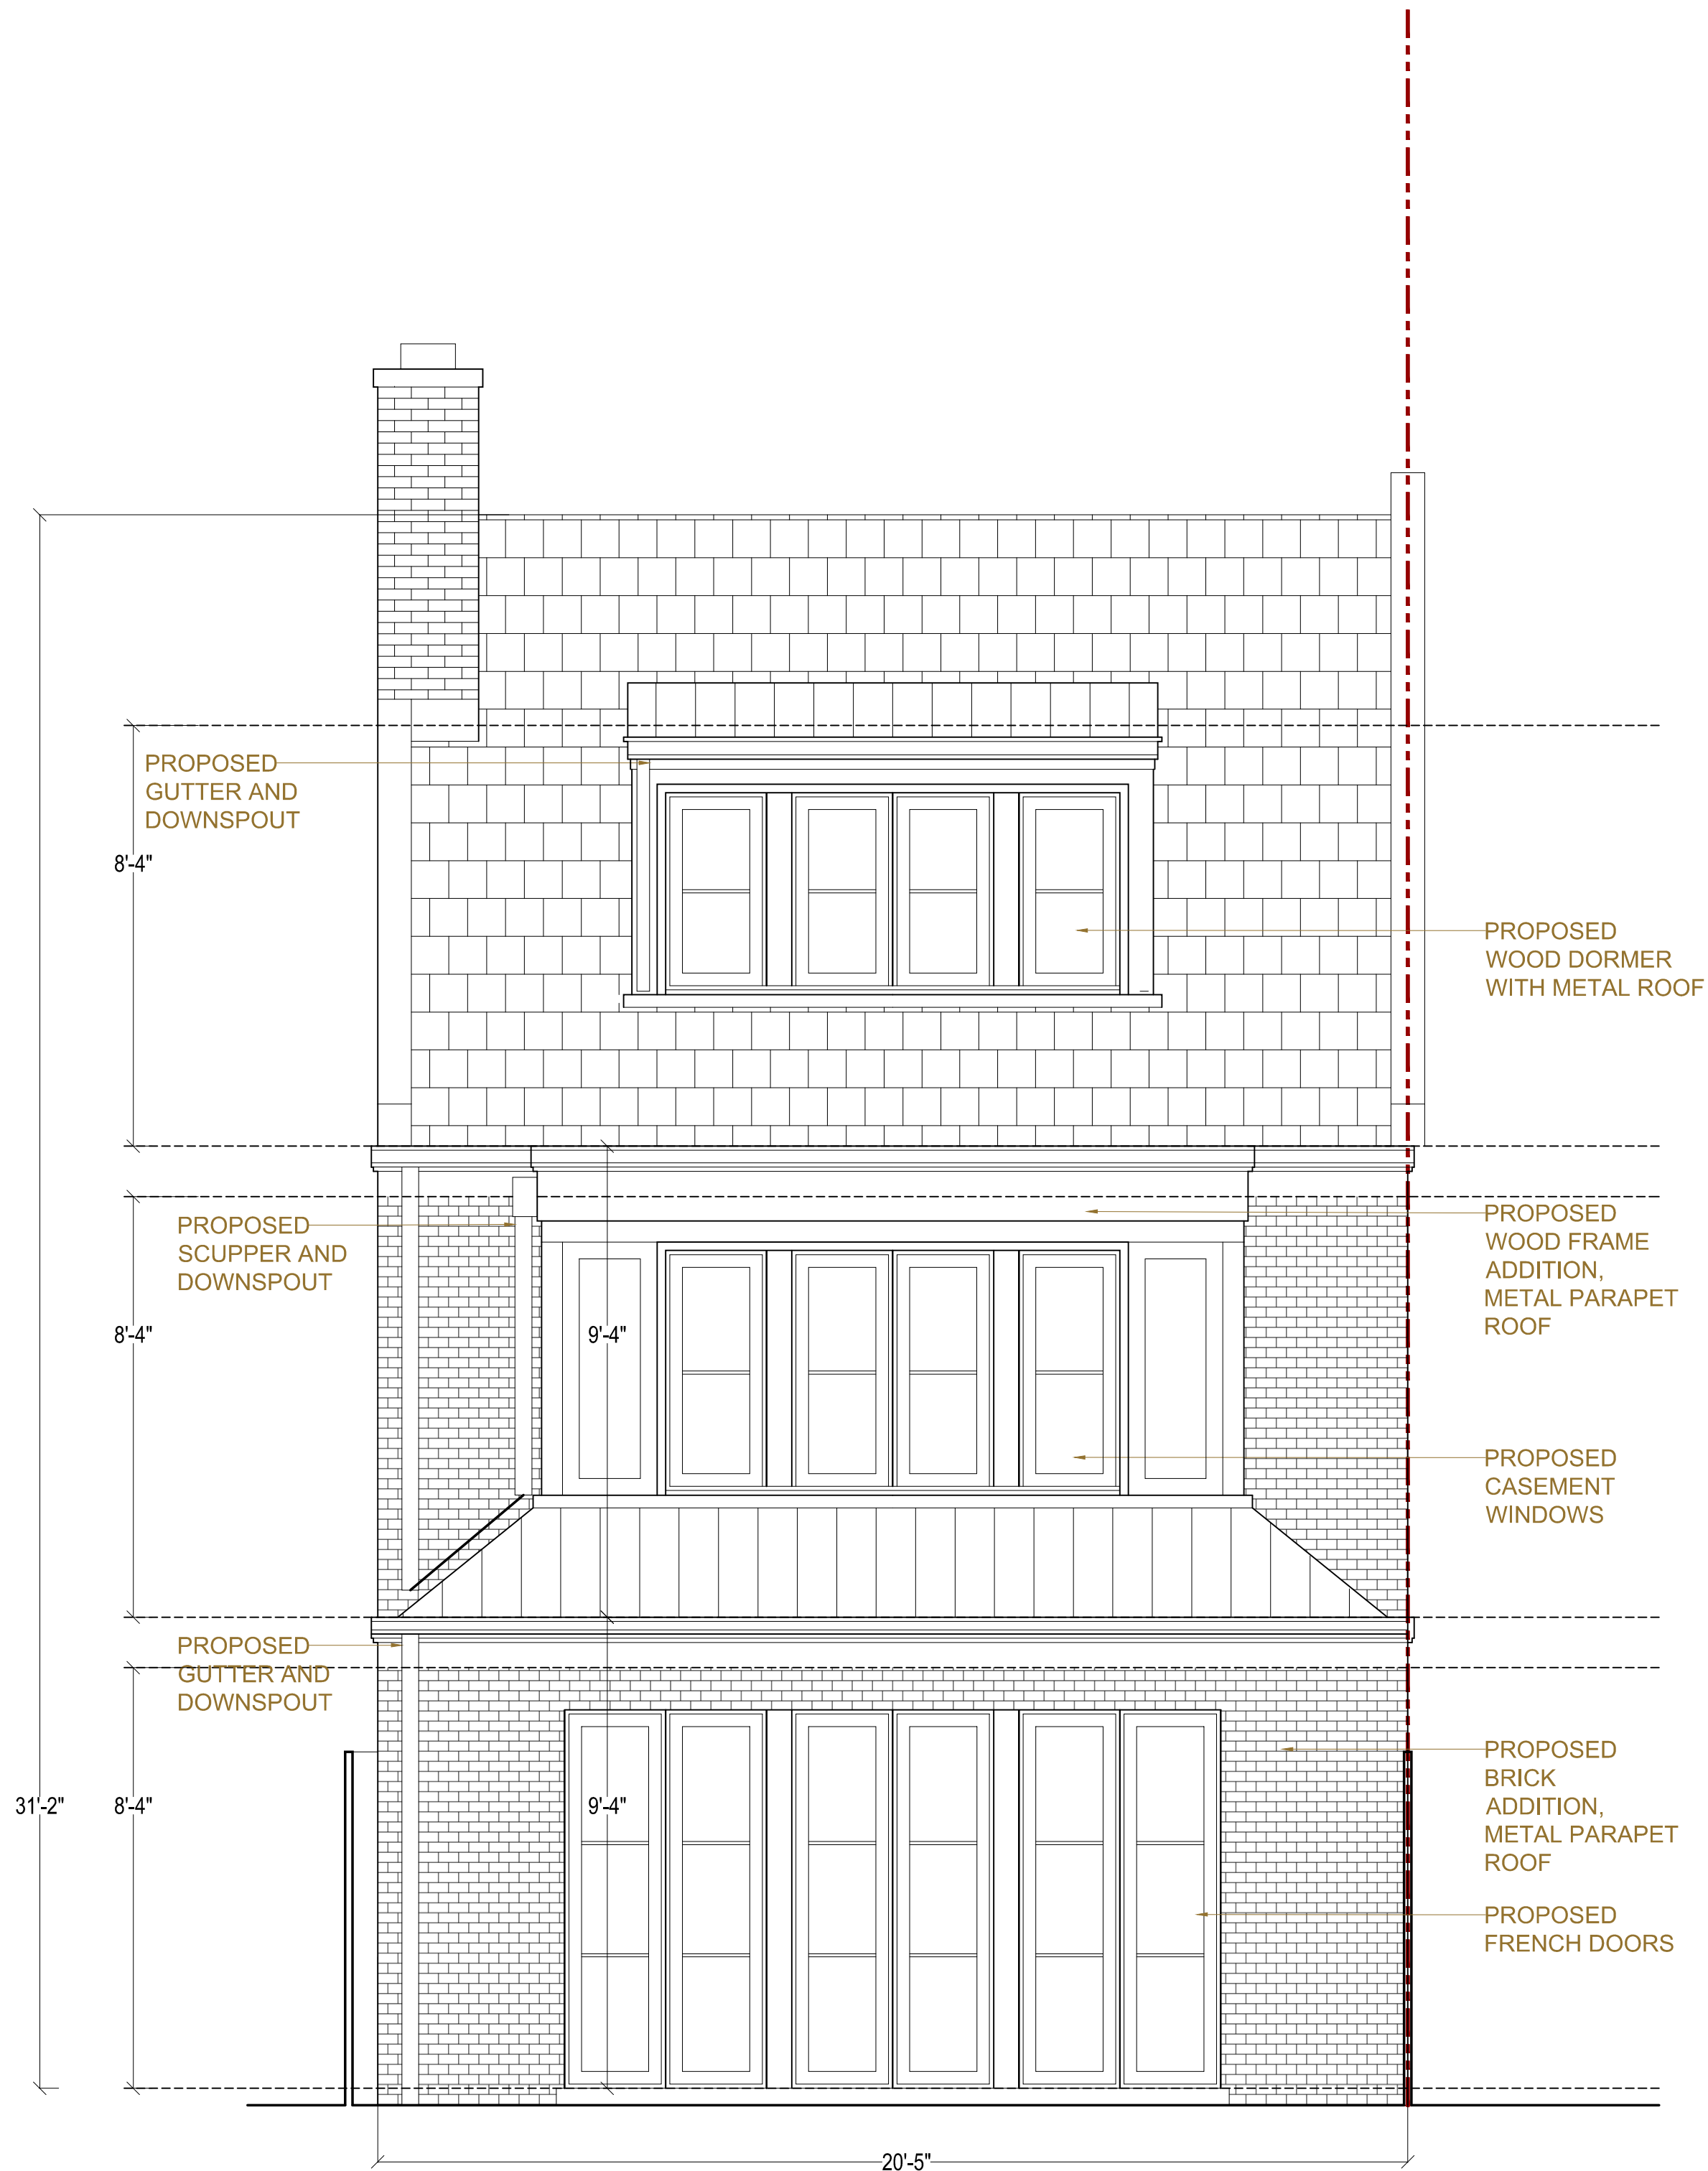 PROPOSED
GUTTER AND
DOWNSPOUT
8'-4"
PROPOSED
WOOD DORMER
WITH METAL ROOF
PROPOSED
SCUPPER AND
DOWNSPOUT
PROPOSED
WOOD FRAME
ADDITION,
METAL PARAPET
ROOF
8'-4"
9'-4"
PROPOSED
CASEMENT
WINDOWS
PROPOSED
GUTTER AND
DOWNSPOUT
PROPOSED
BRICK
ADDITION,
METAL PARAPET
ROOF
31'-2"
8'-4"
9'-4"
PROPOSED
FRENCH DOORS
20'-5"